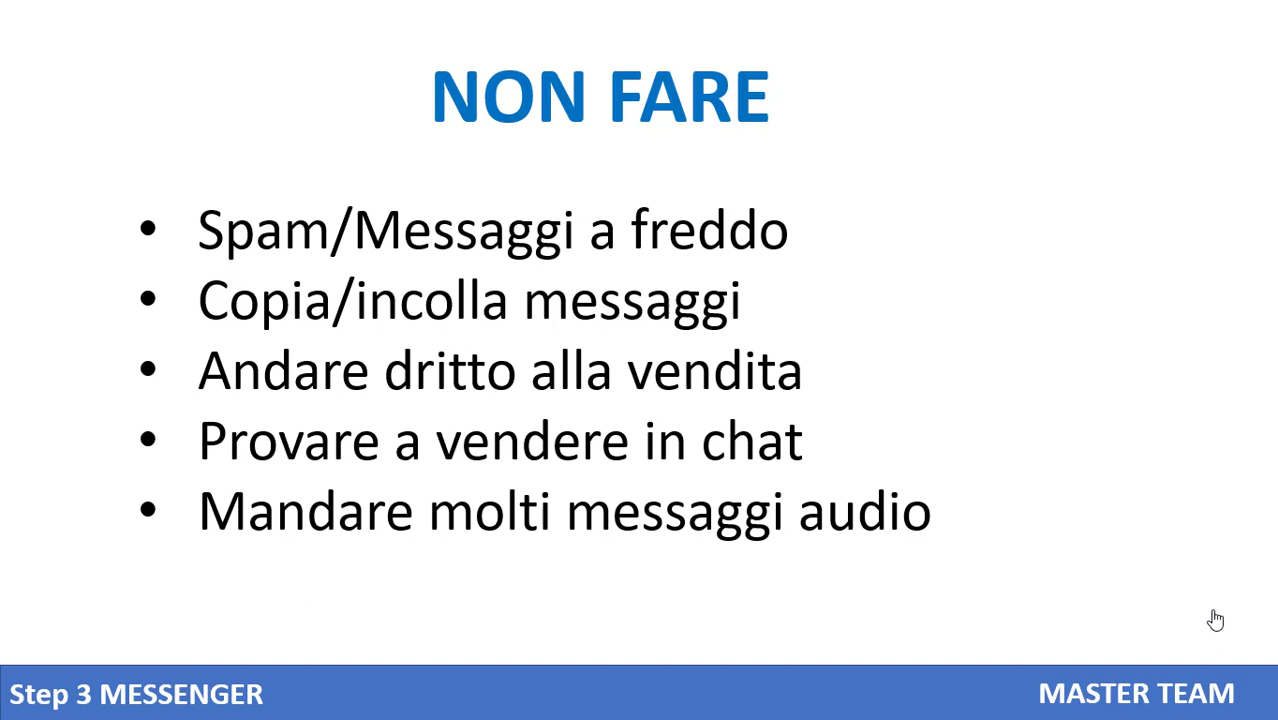 NON FARE
• Spam/Messaggi a freddo
• Copia/incolla messaggi
• Andare dritto alla vendita
• Provare a vendere in chat
• Mandare molti messaggi audio
Step 3 MESSENGER
MASTER TEAM